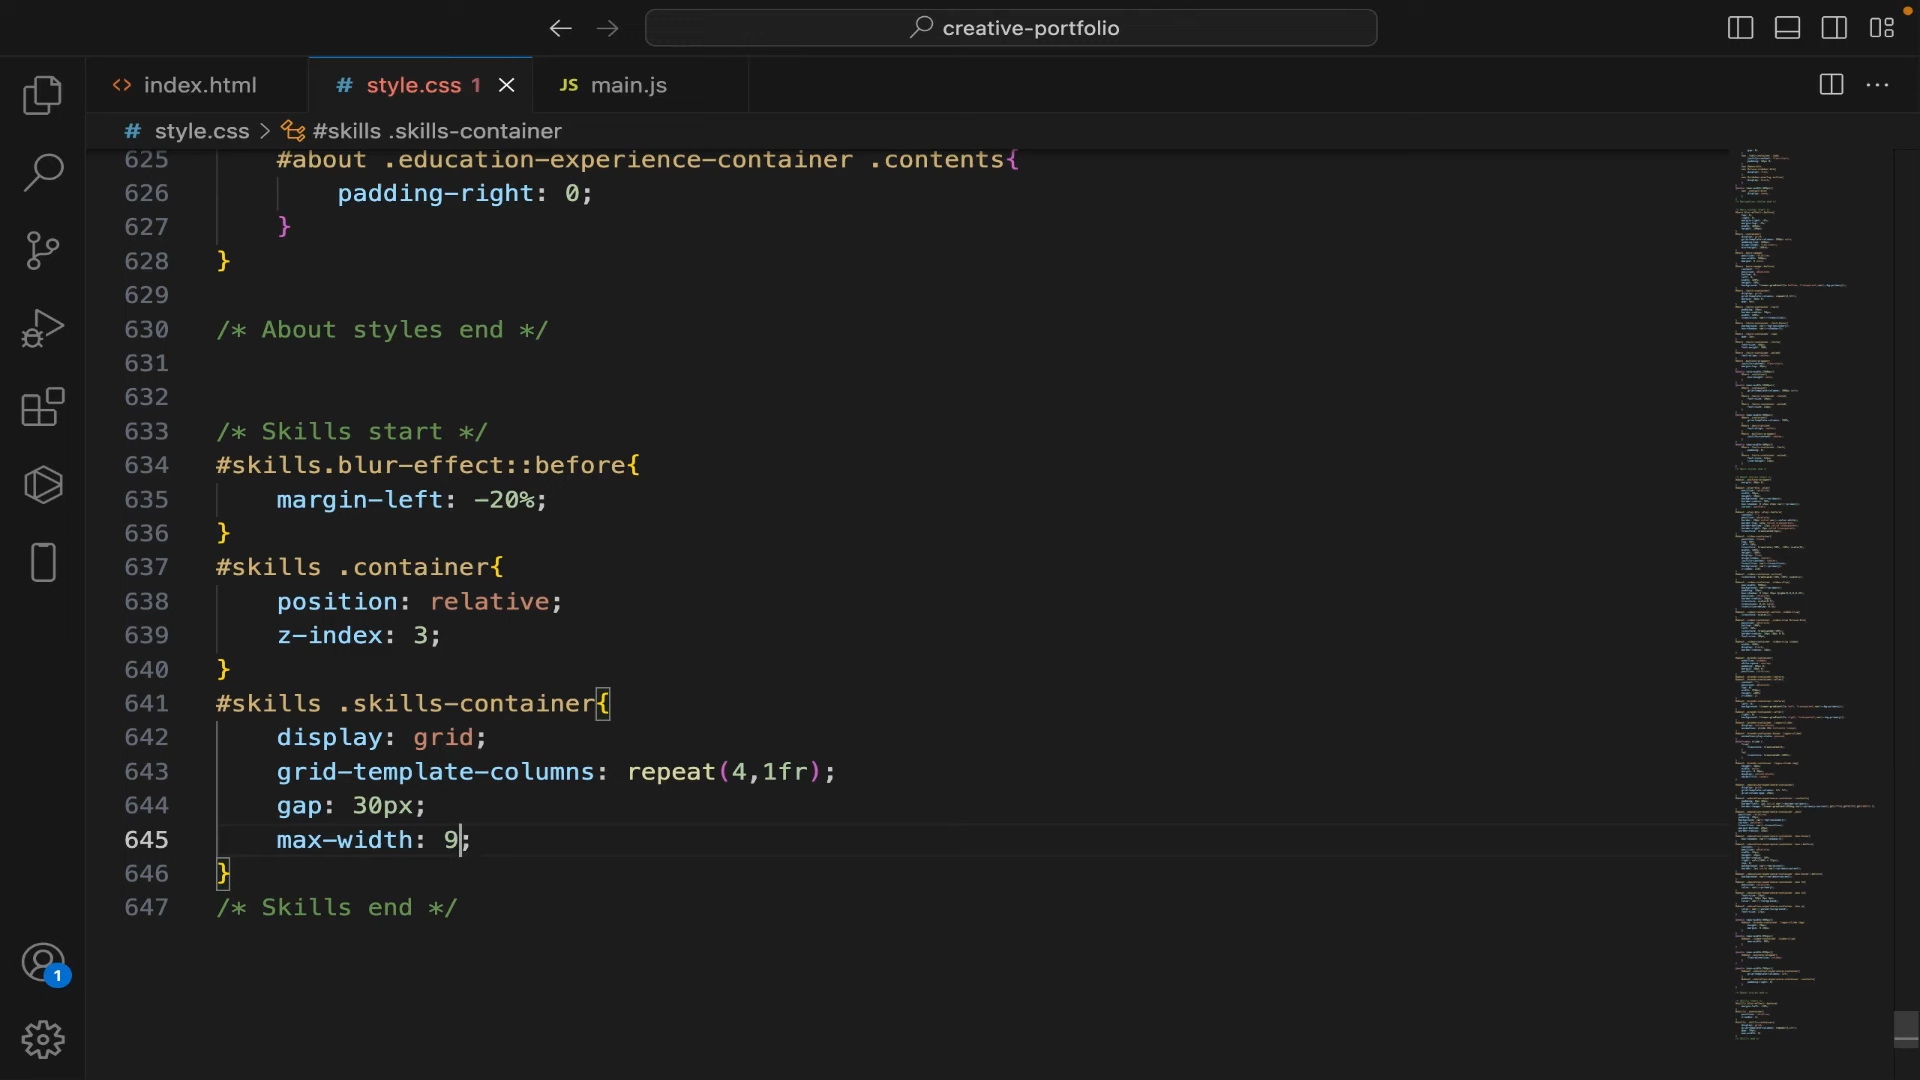 creative-portfolio
index.html
style.css 1
JS main.js
# style.css > #skills .skills-container
625 #about .education-experience-container .contents{
626 padding-right: 0;
627 }
628 }
629
630 /* About styles end */
631
632
633 /* Skills start */
634 #skills.blur-effect::before{
635 margin-left: -20%;
636 }
637 #skills .container{
638 position: relative;
639 z-index: 3;
640 }
641 #skills .skills-container{
642 display: grid;
643 grid-template-columns: repeat(4,1fr);
644 gap: 30px;
645 max-width: 9;
646 }
647 /* Skills end */
1